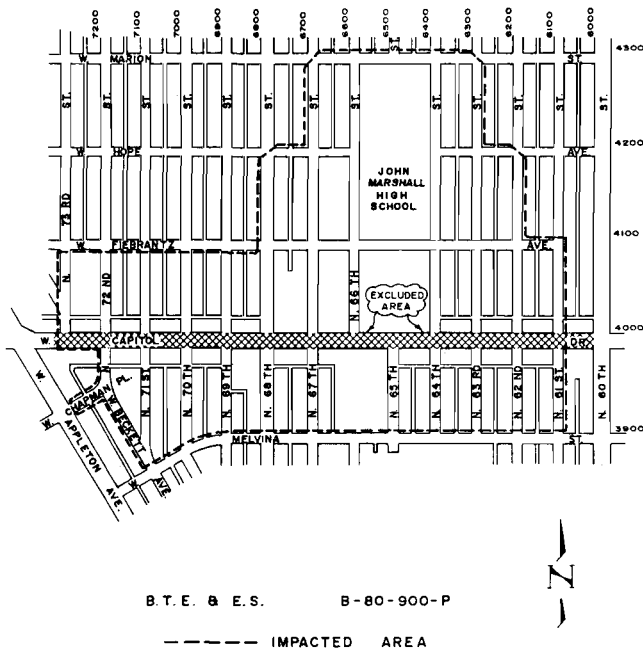 7200 7100 7000 6900 6800 6700 6600 6500 6400 6300 6200 6100 6000
4300
W. MARION ST.
ST. ST. ST. ST. ST. ST. ST. ST. ST. ST. ST. ST. ST.
4200
W. HOPE AVE.
JOHN
MARSHALL
HIGH
SCHOOL
N. 73 RD
4100
W. FIEBRANTZ AVE.
N. 72 ND
N. 66 TH
EXCLUDED
AREA
4000
W. CAPITOL DR.
W. CHAPMAN PL.
W. BECKETT AVE.
W. APPLETON AVE.
N. 71 ST
N. 70 TH
N. 69 TH
N. 68 TH
N. 67 TH
N. 65 TH
N. 64 TH
N. 63 RD
N. 62 ND
N. 61 ST.
N. 60 TH
3900
W. MELVINA ST.
N
B.T.E. & E.S. B-80-900-P
IMPACTED AREA